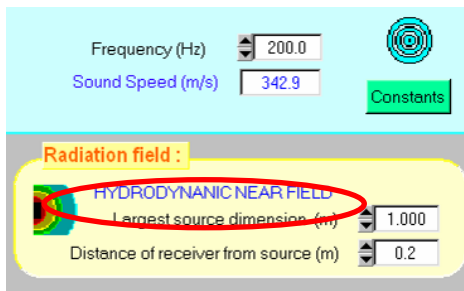 Frequency (Hz) 200.0
Sound Speed (m/s) 342.9
Constants
Radiation field :
HYDRODYNANIC NEAR FIELD
Largest source dimension (m) 1.000
Distance of receiver from source (m) 0.2